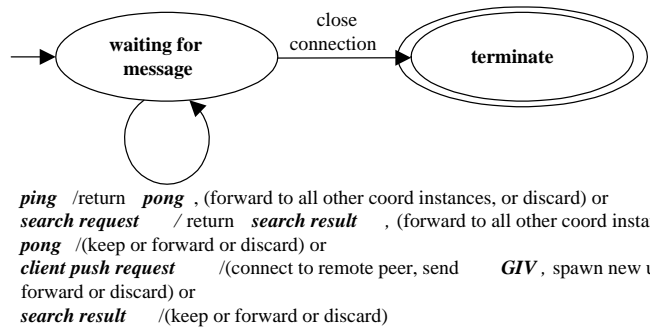 close
connection
waiting for
message
terminate
ping /return pong , (forward to all other coord instances, or discard) or
search request / return search result , (forward to all other coord
pong /(keep or forward or discard) or
client push request /(connect to remote peer, send GIV , spawn new
forward or discard) or
search result /(keep or forward or discard)